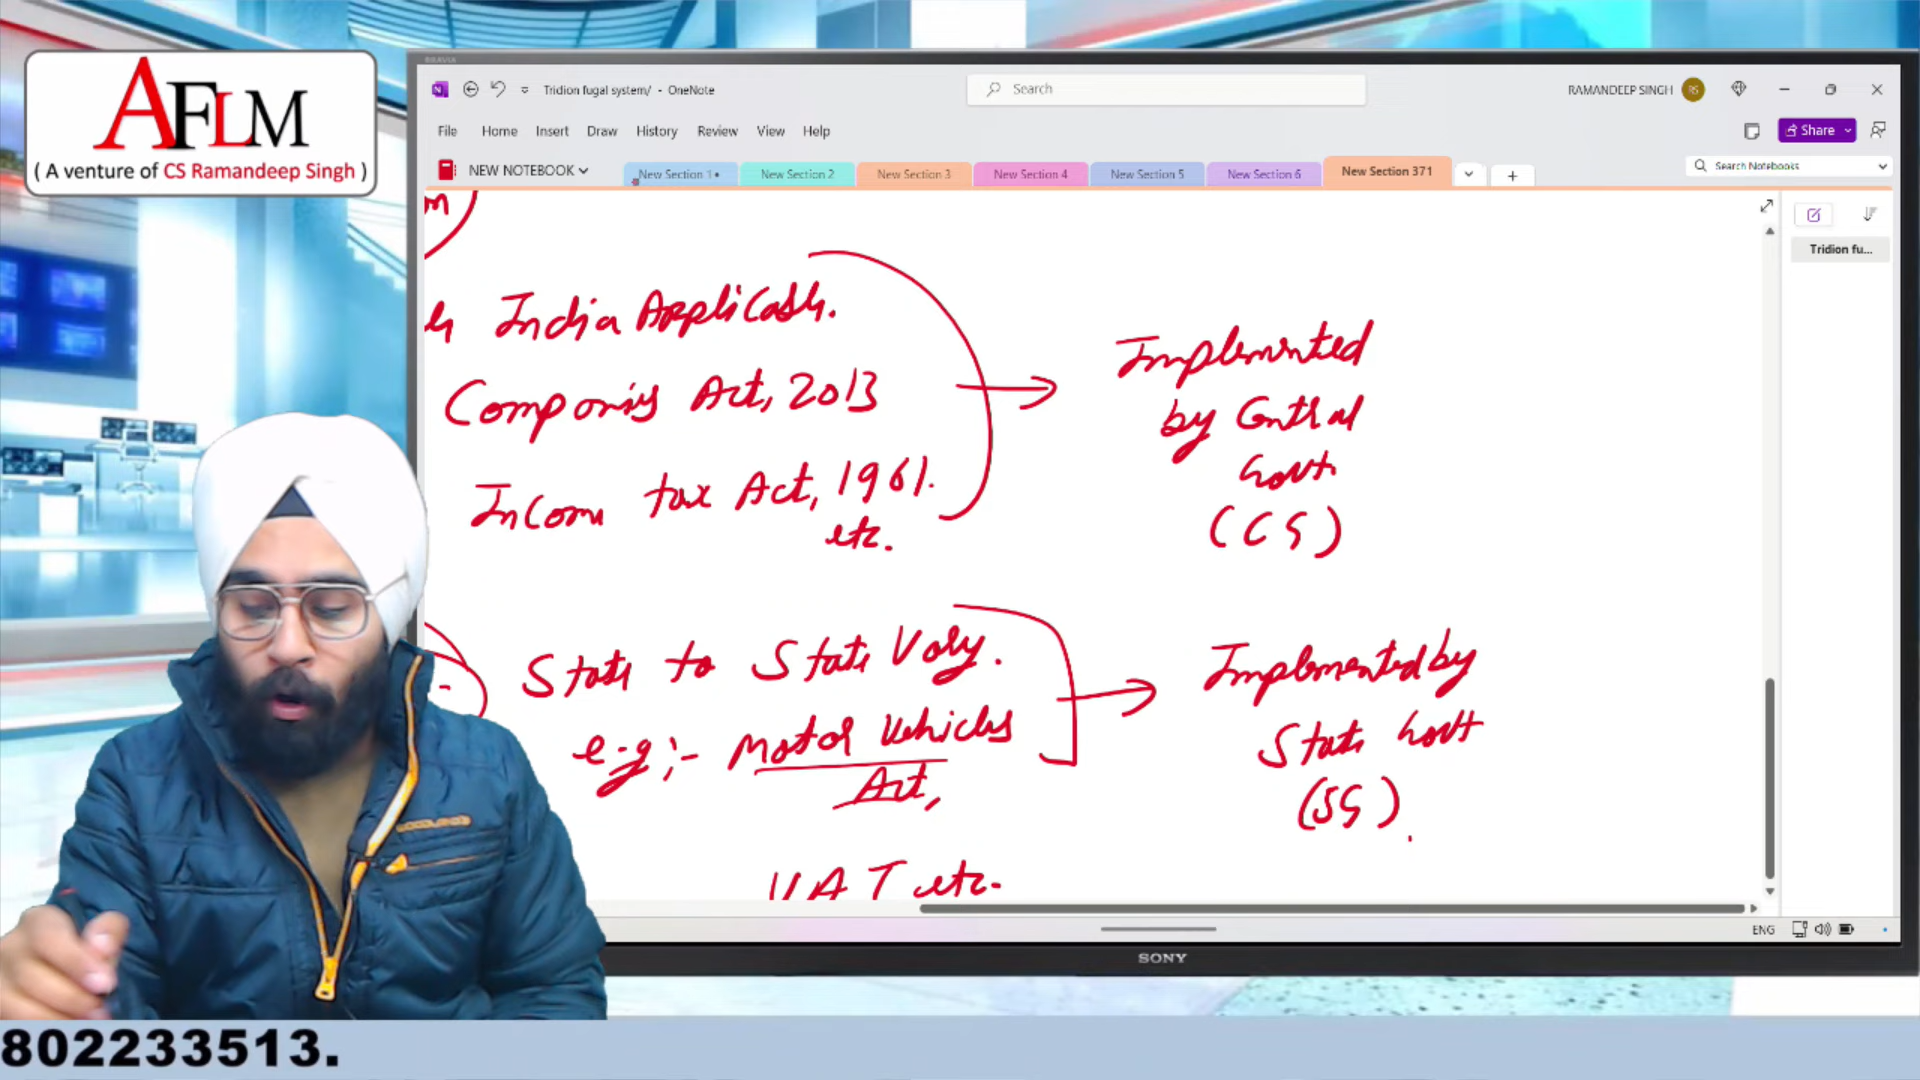 AFLM
( A venture of CS Ramandeep Singh )
BRAVIA
Tridion fugal system/ - OneNote
Search
RAMANDEEP SINGH
RS
File Home Insert Draw History Review View Help
Share
NEW NOTEBOOK
New Section 1
New Section 2
New Section 3
New Section 4
New Section 5
New Section 6
New Section 371
Search Notebooks
Tridion fu...
India Applicable.
Companies Act, 2013
Income tax Act, 1961.
etc.
Implemented
by Central
Govt
(CG)
State to State Vary.
e-g:- Motor Vehicles
Act,
VAT etc.
Implemented by
State Govt
(SG).
ENG
SONY
802233513.